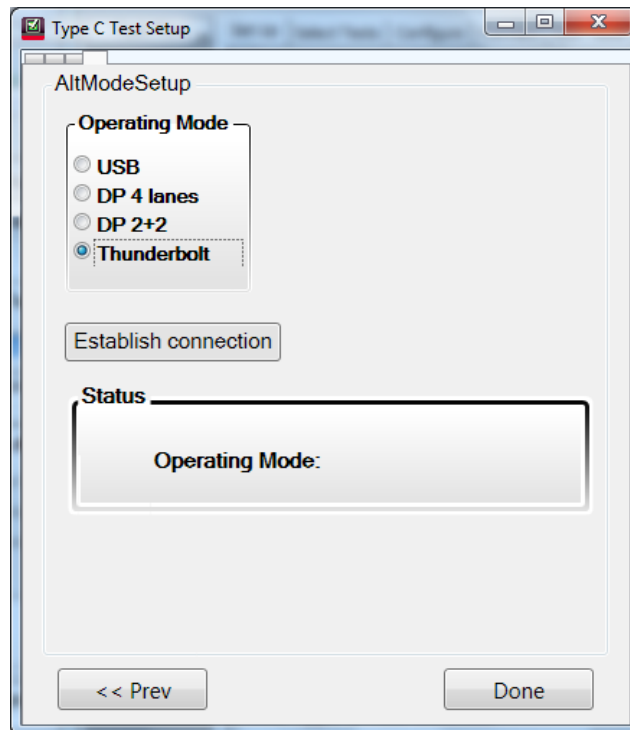 Type C Test Setup
AltModeSetup
Operating Mode
USB
DP 4 lanes
DP 2+2
Thunderbolt
Establish connection
Status
Operating Mode:
<< Prev
Done